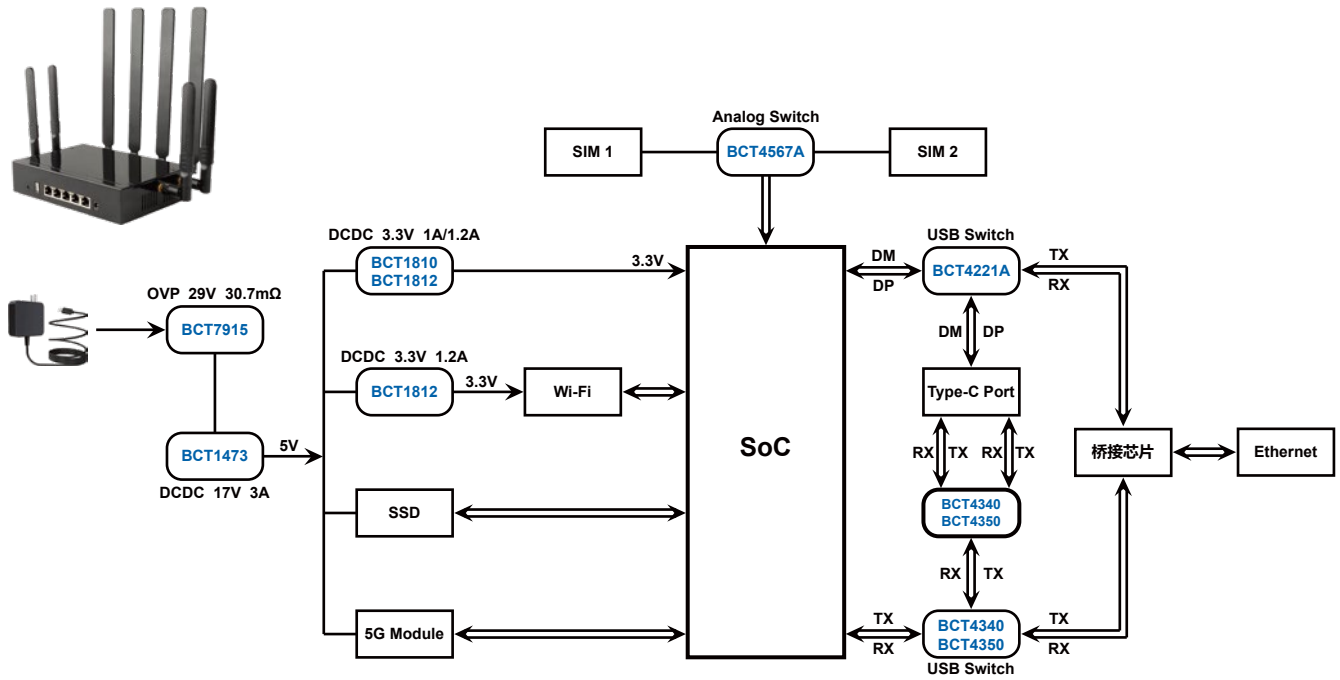 Analog Switch
SIM 1
BCT4567A
SIM 2
DCDC 3.3V 1A/1.2A
BCT1810
BCT1812
3.3V
USB Switch
DM
DP
BCT4221A
TX
RX
OVP 29V 30.7mΩ
BCT7915
DM DP
DCDC 3.3V 1.2A
BCT1812
3.3V
Wi-Fi
Type-C Port
SoC
5V
BCT1473
DCDC 17V 3A
RX TX RX TX
桥接芯片
Ethernet
SSD
BCT4340
BCT4350
RX TX
5G Module
TX
RX
BCT4340
BCT4350
USB Switch
TX
RX